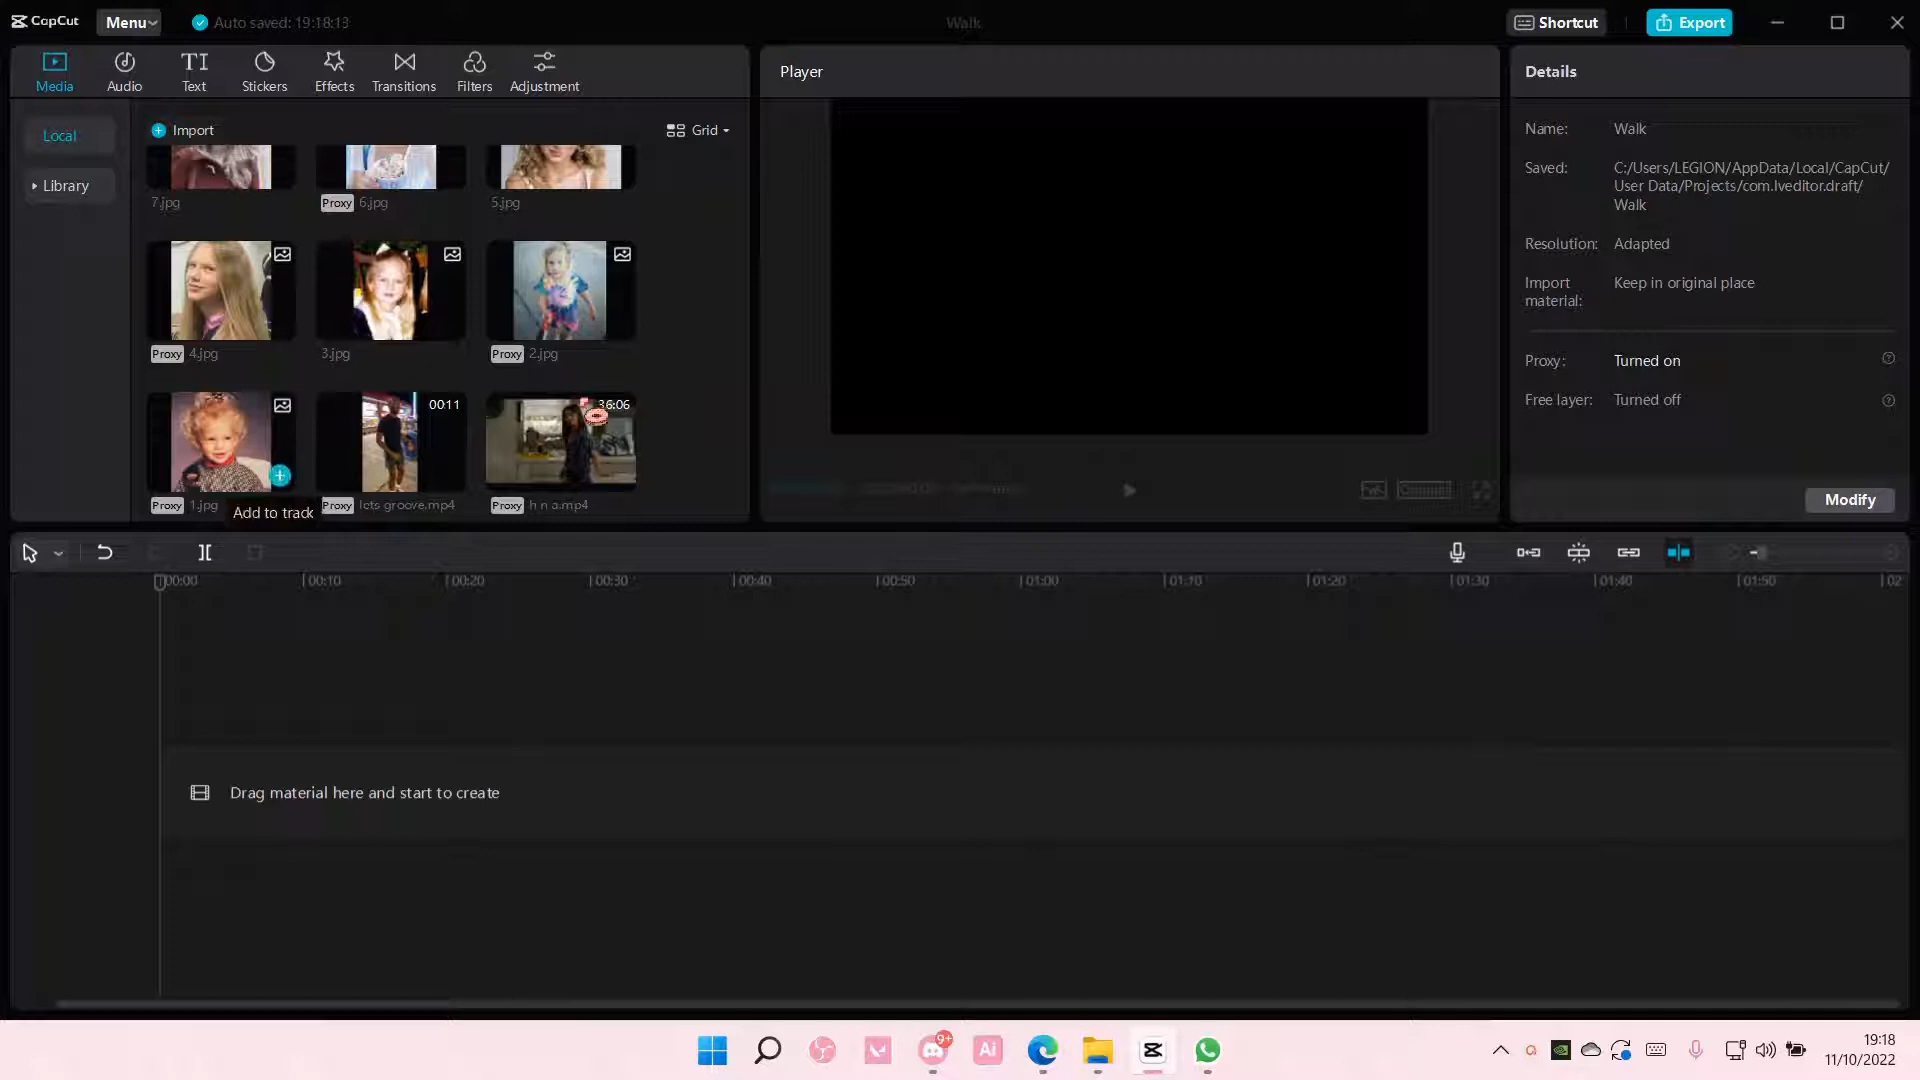 CapCut
Menu
Auto saved: 19:18:13
Walk
Shortcut
Export
Media
Audio
Text
Stickers
Effects
Transitions
Filters
Adjustment
Player
Details
Local
Library
Import
Grid
7.jpg
Proxy 6.jpg
5.jpg
Proxy 4.jpg
3.jpg
Proxy 2.jpg
00:11
36:06
Proxy 1.jpg
Proxy lets groove.mp4
Proxy h n a.mp4
Add to track
Name: Walk
Saved: C:/Users/LEGION/AppData/Local/CapCut/
User Data/Projects/com.lveditor.draft/
Walk
Resolution: Adapted
Import material: Keep in original place
Proxy: Turned on
Free layer: Turned off
Modify
00:00 00:10 00:20 00:30 00:40 00:50 01:00 01:10 01:20 01:30 01:40 01:50 02
Drag material here and start to create
9+
Ai
19:18
11/10/2022